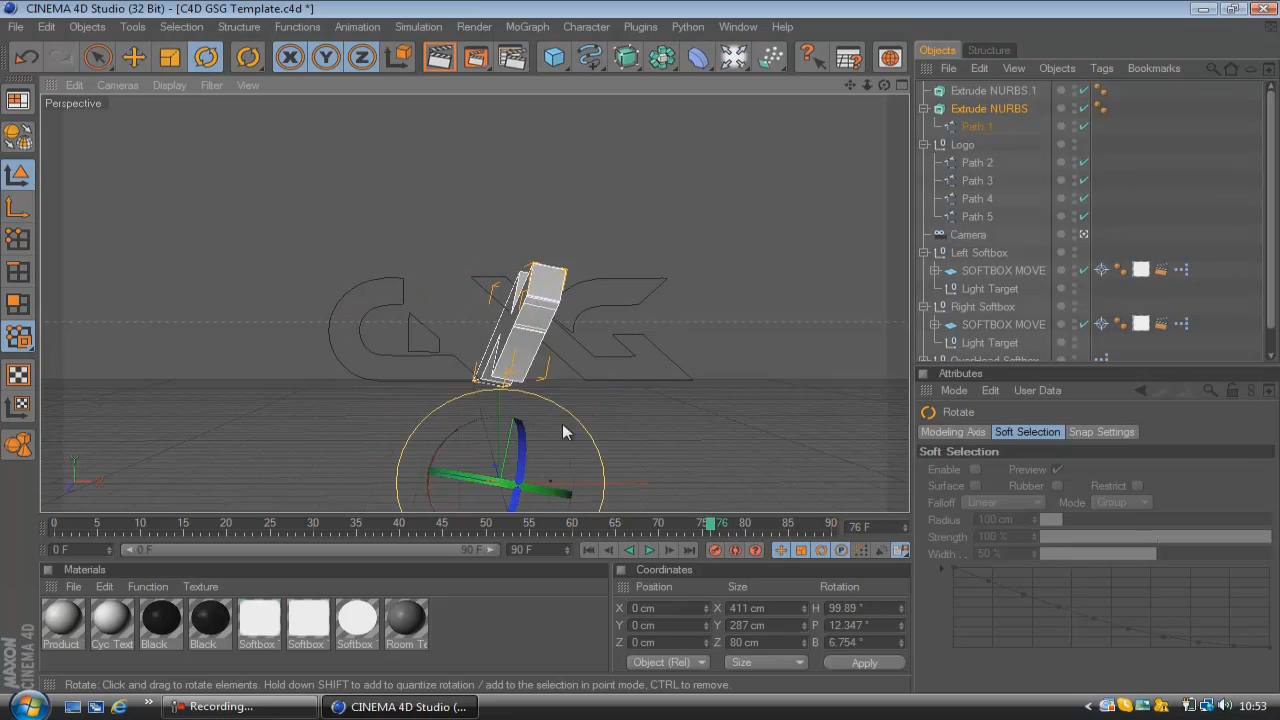 CINEMA 4D Studio (32 Bit) - [C4D GSG Template.c4d *]
File Edit Objects Tools Selection Structure Functions Animation Simulation Render MoGraph Character Plugins Python Window Help
X Y Z
Edit Cameras Display Filter View
Perspective
Y
X
Z
0 5 10 15 20 25 30 35 40 45 50 55 60 65 70 76 80 85 90
76 F
0 F
0 F
90 F
90 F
Materials
File Edit Function Texture
Product
Cyc Text
Black
Black
Softbox
Softbox
Softbox
Room Te
Coordinates
Position Size Rotation
X 0 cm X 411 cm H 99.89 °
Y 0 cm Y 287 cm P 12.347 °
Z 0 cm Z 80 cm B 6.754 °
Object (Rel) Size Apply
Objects Structure
File Edit View Objects Tags Bookmarks
Extrude NURBS.1
Extrude NURBS
Path 1
Logo
Path 2
Path 3
Path 4
Path 5
Camera
Left Softbox
SOFTBOX MOVE
Light Target
Right Softbox
SOFTBOX MOVE
Light Target
OverHead Softbox
Attributes
Mode Edit User Data
Rotate
Modeling Axis Soft Selection Snap Settings
Soft Selection
Enable Preview
Surface Rubber Restrict
Falloff Linear Mode Group
Radius 100 cm
Strength 100 %
Width . . 50 %
MAXON
CINEMA 4D
Rotate: Click and drag to rotate elements. Hold down SHIFT to add to quantize rotation / add to the selection in point mode, CTRL to remove.
Recording... CINEMA 4D Studio (... 10:53